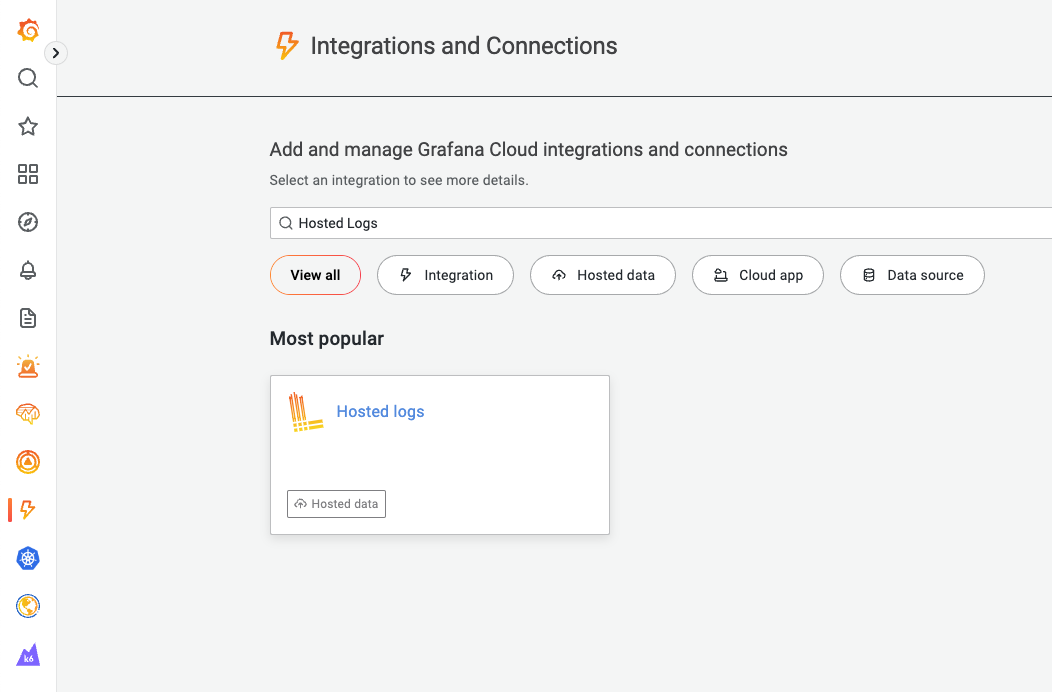 Integrations and Connections
Add and manage Grafana Cloud integrations and connections
Select an integration to see more details.
Hosted Logs
View all
Integration
Hosted data
Cloud app
Data source
Most popular
Hosted logs
Hosted data
k6